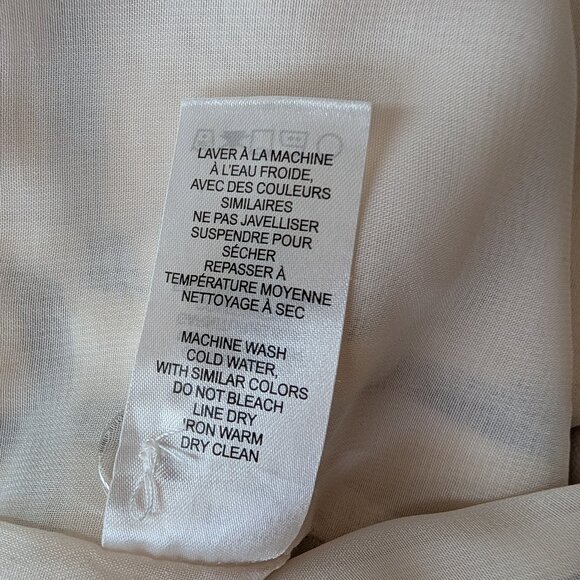 LAVER À LA MACHINE
À L'EAU FROIDE,
AVEC DES COULEURS
SIMILAIRES
NE PAS JAVELLISER
SUSPENDRE POUR
SÉCHER
REPASSER À
TEMPÉRATURE MOYENNE
NETTOYAGE À SEC
MACHINE WASH
COLD WATER,
WITH SIMILAR COLORS
DO NOT BLEACH
LINE DRY
IRON WARM
DRY CLEAN